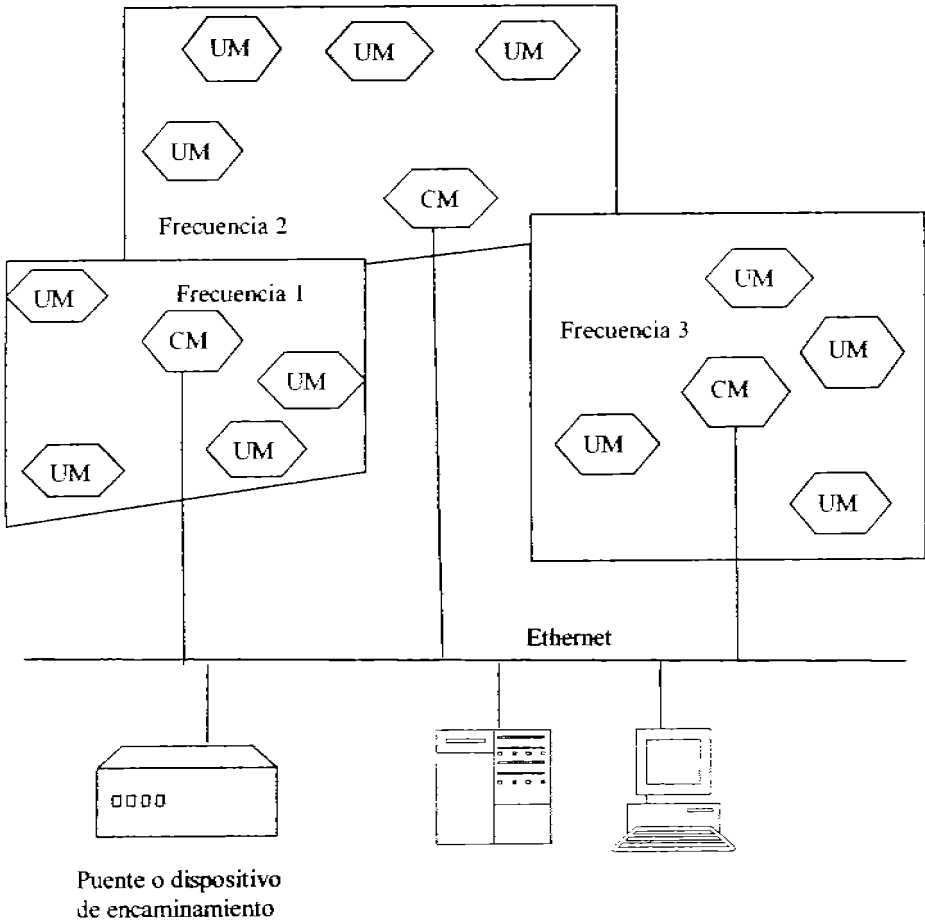 UM UM UM
UM
CM
Frecuencia 2
UM
Frecuencia 1
CM
UM
UM
UM
UM
Frecuencia 3
UM
CM
UM
UM
Ethernet
Puente o dispositivo
de encaminamiento